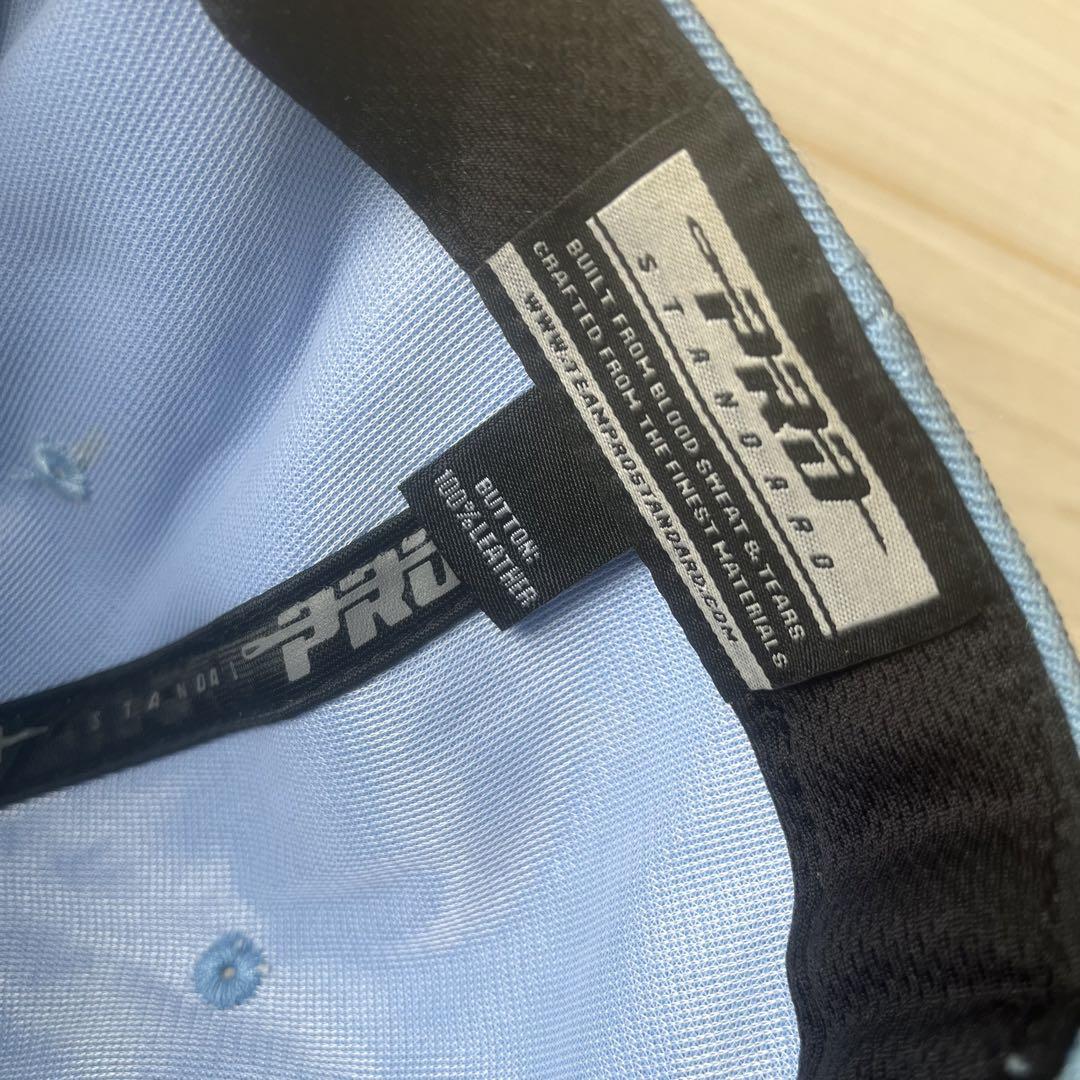 PRO
STANDARD
BUILT FROM BLOOD SWEAT & TEARS
CRAFTED FROM THE FINEST MATERIALS
WWW.TEAMPROSTANDARD.COM
BUTTON:
100%LEATHER
PRO
STANDA